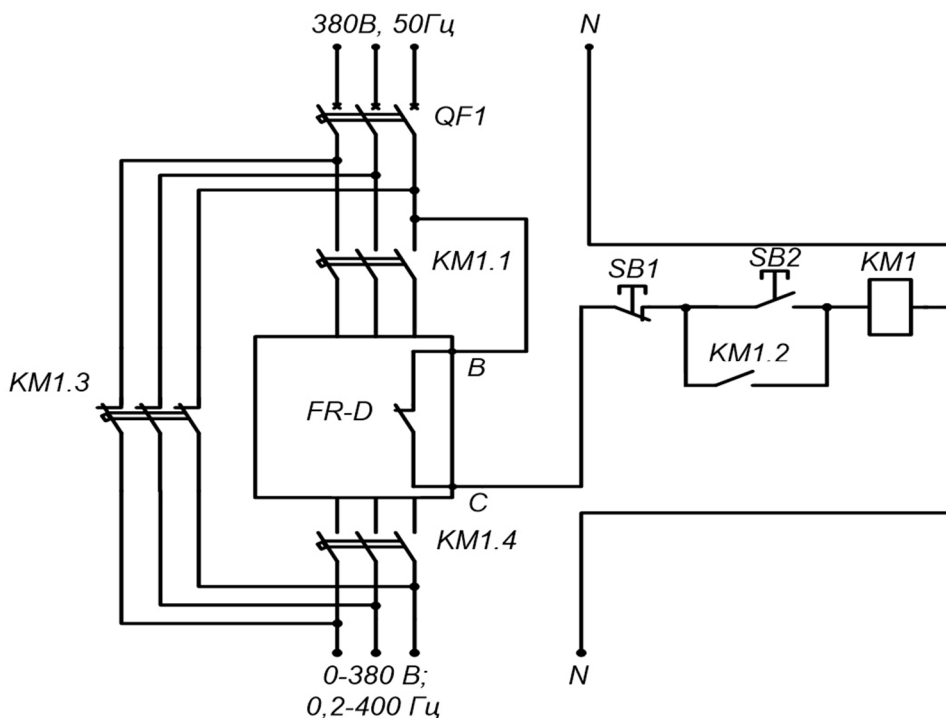 380В, 50Гц
N
QF1
KM1.1
SB1
SB2
KM1
KM1.2
B
KM1.3
FR-D
C
KM1.4
0-380 В;
0,2-400 Гц
N